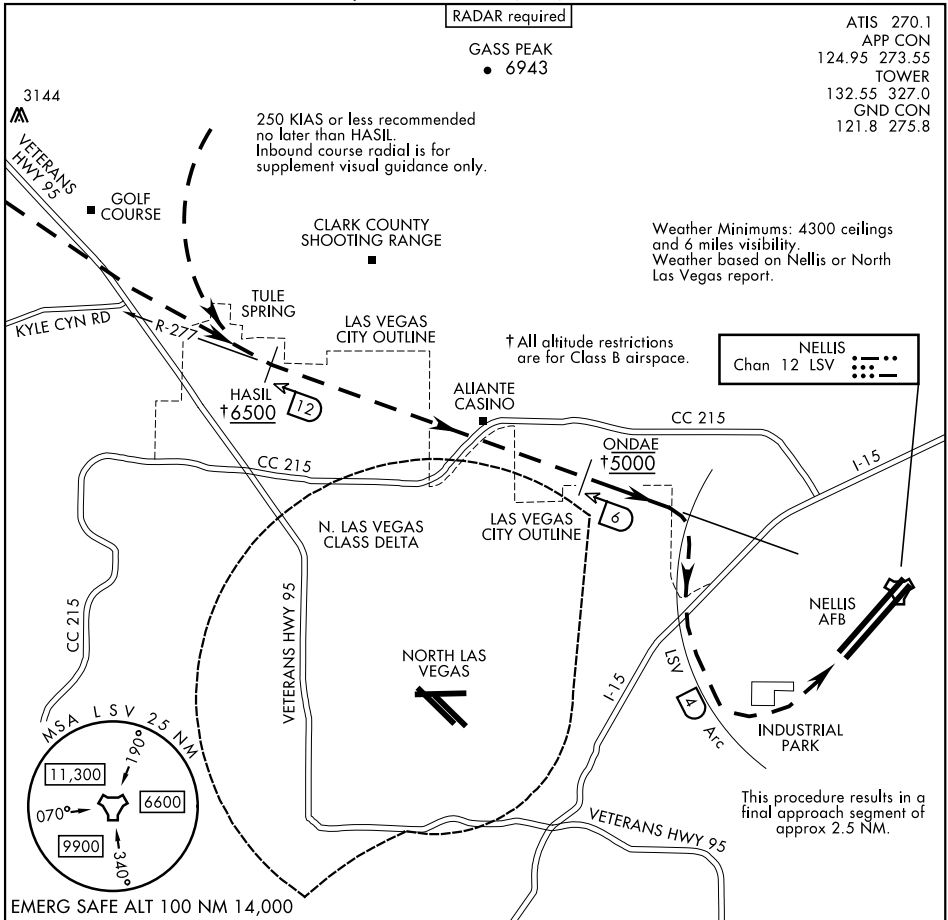 RADAR required
ATIS 270.1
APP CON
124.95 273.55
TOWER
132.55 327.0
GND CON
121.8 275.8
GASS PEAK
6943
3144
250 KIAS or less recommended
no later than HASIL.
Inbound course radial is for
supplement visual guidance only.
VETERANS
HWY 95
GOLF
COURSE
CLARK COUNTY
SHOOTING RANGE
Weather Minimums: 4300 ceilings
and 6 miles visibility.
Weather based on Nellis or North
Las Vegas report.
TULE
SPRING
KYLE CYN RD
R-277
LAS VEGAS
CITY OUTLINE
†All altitude restrictions
are for Class B airspace.
NELLIS
Chan 12 LSV
HASIL
†6500
12
ALIANTE
CASINO
CC 215
ONDAE
†5000
CC 215
I-15
6
N. LAS VEGAS
CLASS DELTA
LAS VEGAS
CITY OUTLINE
CC 215
VETERANS HWY 95
NELLIS
AFB
NORTH LAS
VEGAS
I-15
LSV
4
Arc
INDUSTRIAL
PARK
MSA LSV 25 NM
190°
11,300
070°
6600
9900
340°
VETERANS HWY 95
This procedure results in a
final approach segment of
approx 2.5 NM.
EMERG SAFE ALT 100 NM 14,000